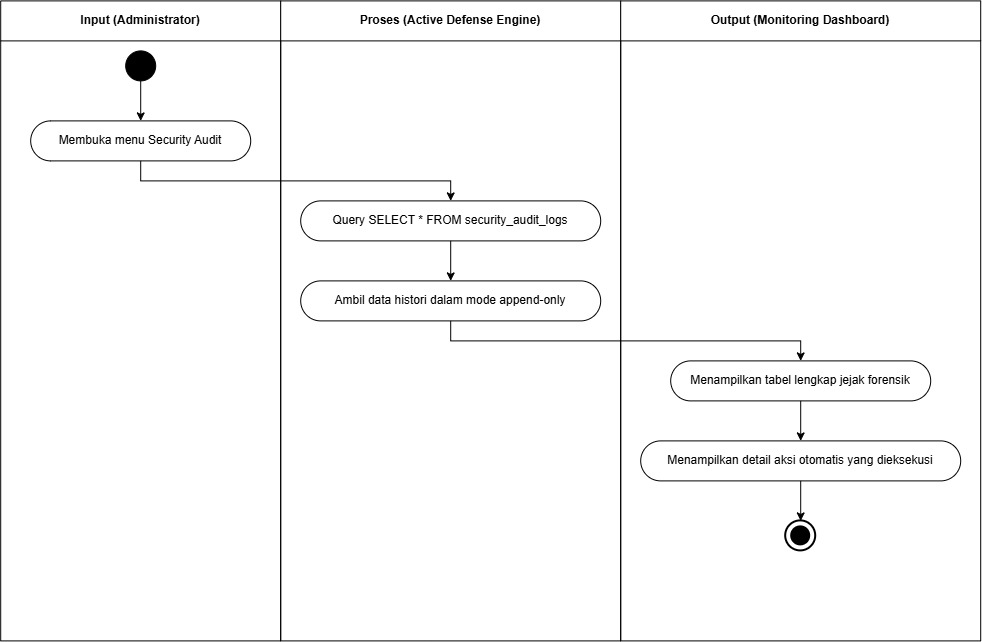 Input (Administrator)
Proses (Active Defense Engine)
Output (Monitoring Dashboard)
Membuka menu Security Audit
Query SELECT * FROM security_audit_logs
Ambil data histori dalam mode append-only
Menampilkan tabel lengkap jejak forensik
Menampilkan detail aksi otomatis yang dieksekusi